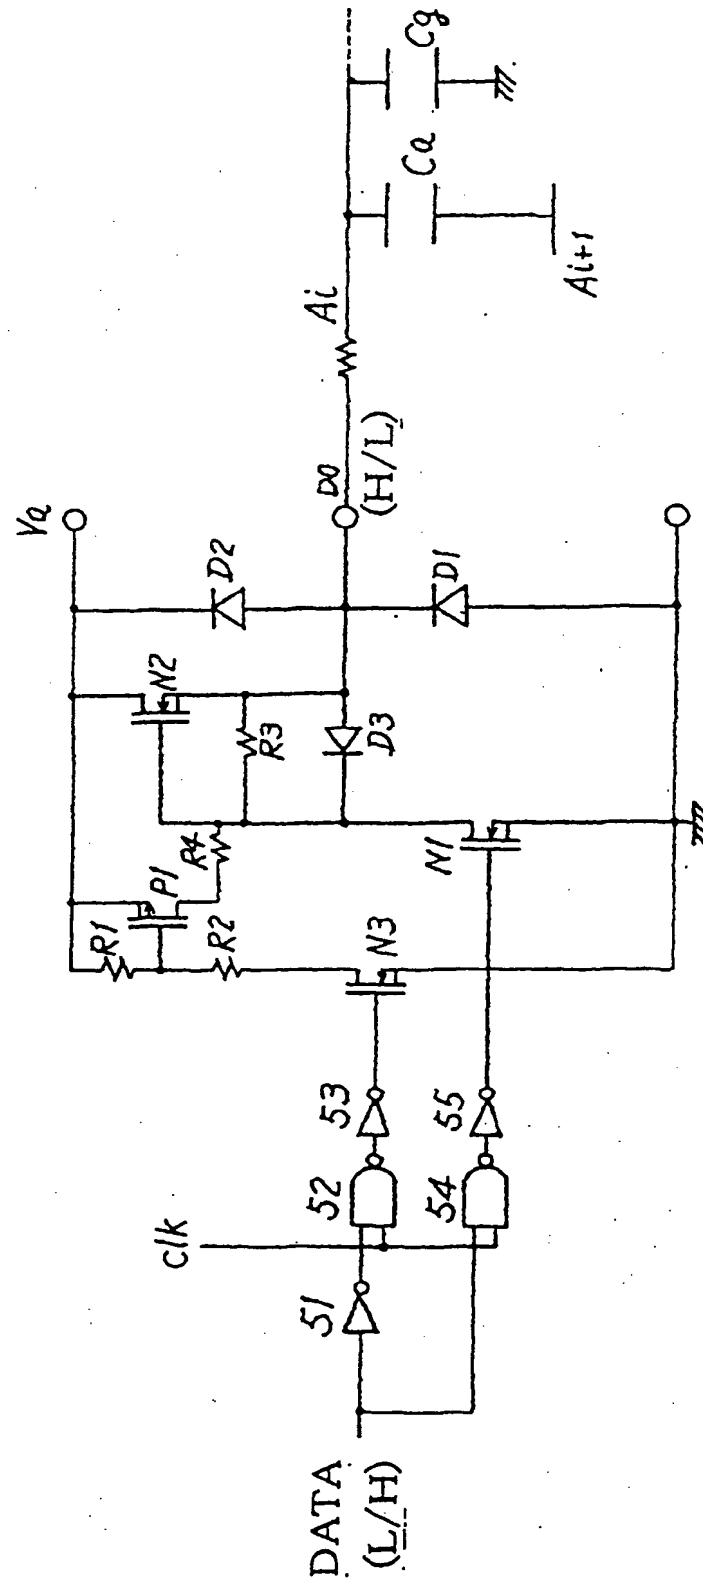 DATA
(L/H)
51
clk
52
53
54
55
N3
N1
R1
R2
P1
R4
R3
N2
D3
D2
D1
Va
DO
(H/L)
Ai
Ca
Cg
Ai+1